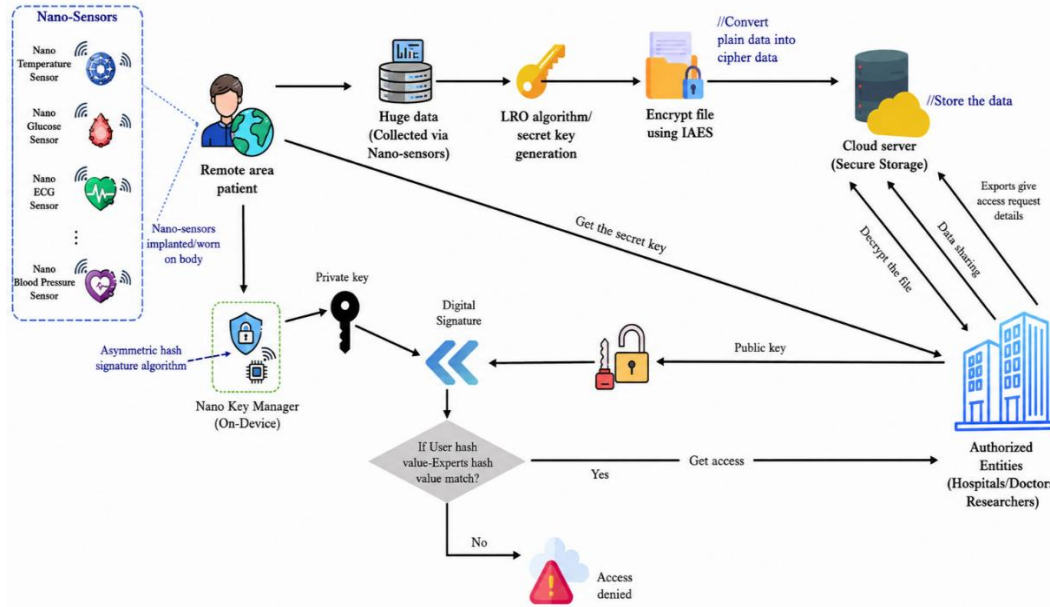 Nano-Sensors
Nano
Temperature
Sensor
Nano
Glucose
Sensor
Nano
ECG
Sensor
⋮
Nano
Blood Pressure
Sensor
Remote area
patient
Nano-sensors
implanted/worn
on body
Huge data
(Collected via
Nano-sensors)
LRO algorithm/
secret key
generation
Encrypt file
using IAES
//Convert
plain data into
cipher data
Cloud server
(Secure Storage)
//Store the data
Get the secret key
Decrypt the file
Data sharing
Exports give
access request
details
Asymmetric hash
signature algorithm
Nano Key Manager
(On-Device)
Private key
Digital
Signature
Public key
If User hash
value-Experts hash
value match?
Yes
Get access
Authorized
Entities
(Hospitals/Doctors
Researchers)
No
Access
denied